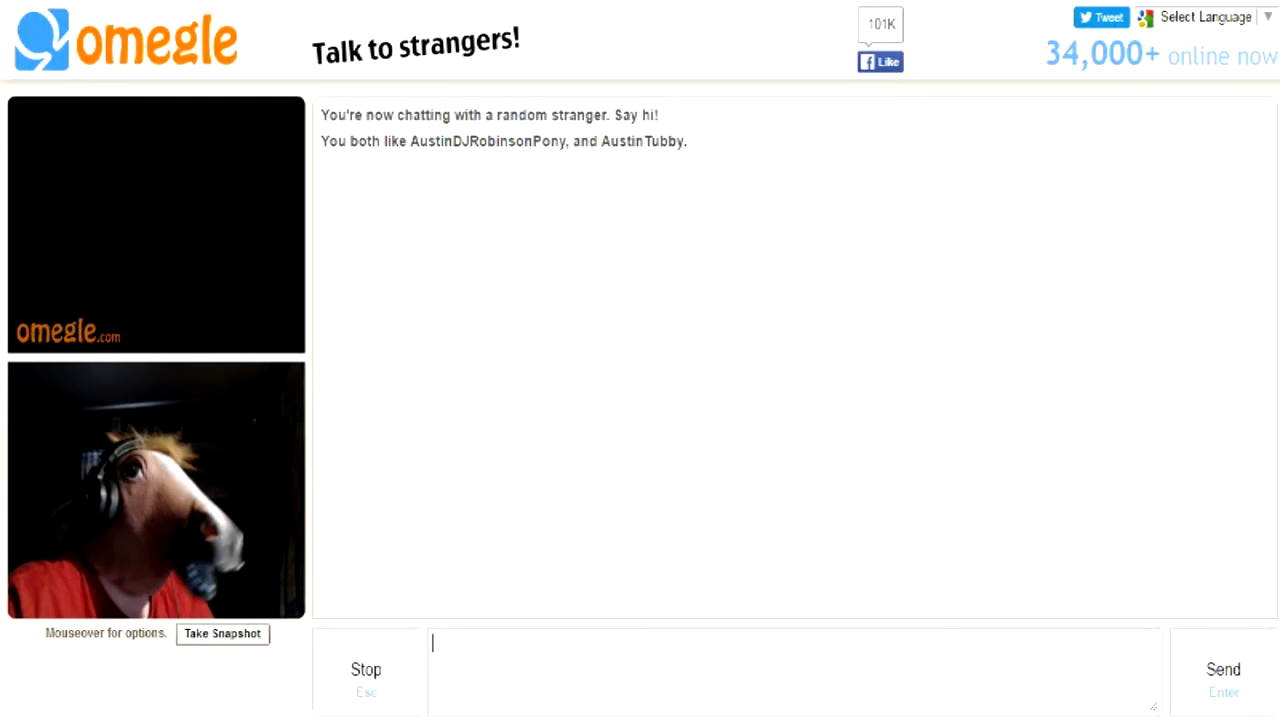 omegle
Talk to strangers!
101K
Like
Tweet
Select Language
34,000+ online now
You're now chatting with a random stranger. Say hi!
You both like AustinDJRobinsonPony, and AustinTubby.
omegle.com
Mouseover for options.
Take Snapshot
Stop
Esc
Send
Enter